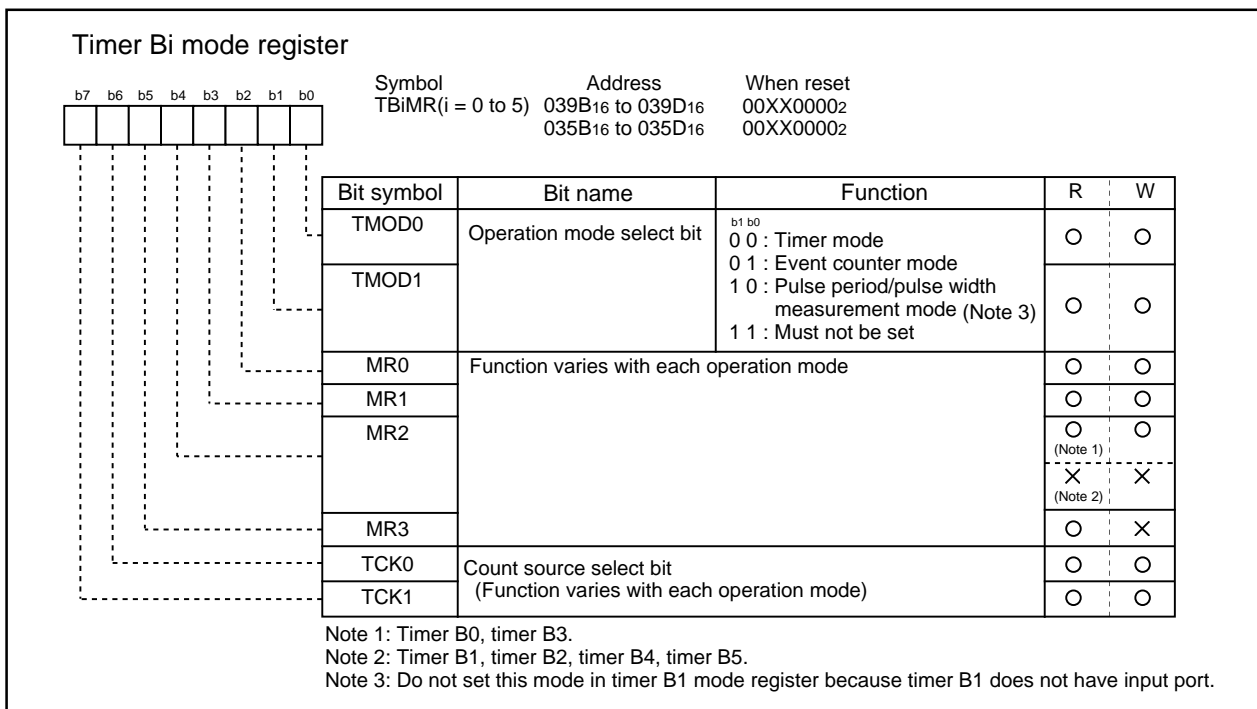 Timer Bi mode register
Symbol Address When reset
TBiMR(i = 0 to 5) 039B16 to 039D16 00XX00002
035B16 to 035D16 00XX00002
b7 b6 b5 b4 b3 b2 b1 b0
Bit symbol Bit name Function R W
TMOD0 Operation mode select bit b1 b0
0 0 : Timer mode
0 1 : Event counter mode
TMOD1 1 0 : Pulse period/pulse width
measurement mode (Note 3)
1 1 : Must not be set
MR0 Function varies with each operation mode
MR1
MR2
(Note 1)
(Note 2)
MR3
TCK0 Count source select bit
TCK1 (Function varies with each operation mode)
Note 1: Timer B0, timer B3.
Note 2: Timer B1, timer B2, timer B4, timer B5.
Note 3: Do not set this mode in timer B1 mode register because timer B1 does not have input port.